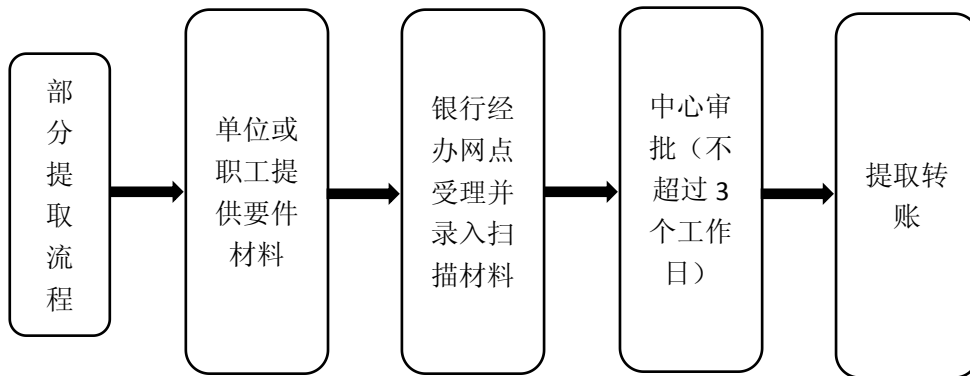 部
分
提
取
流
程
单位或
职工提
供要件
材料
银行经
办网点
受理并
录入扫
描材料
中心审
批（不
超过 3
个工作
日）
提取转
账